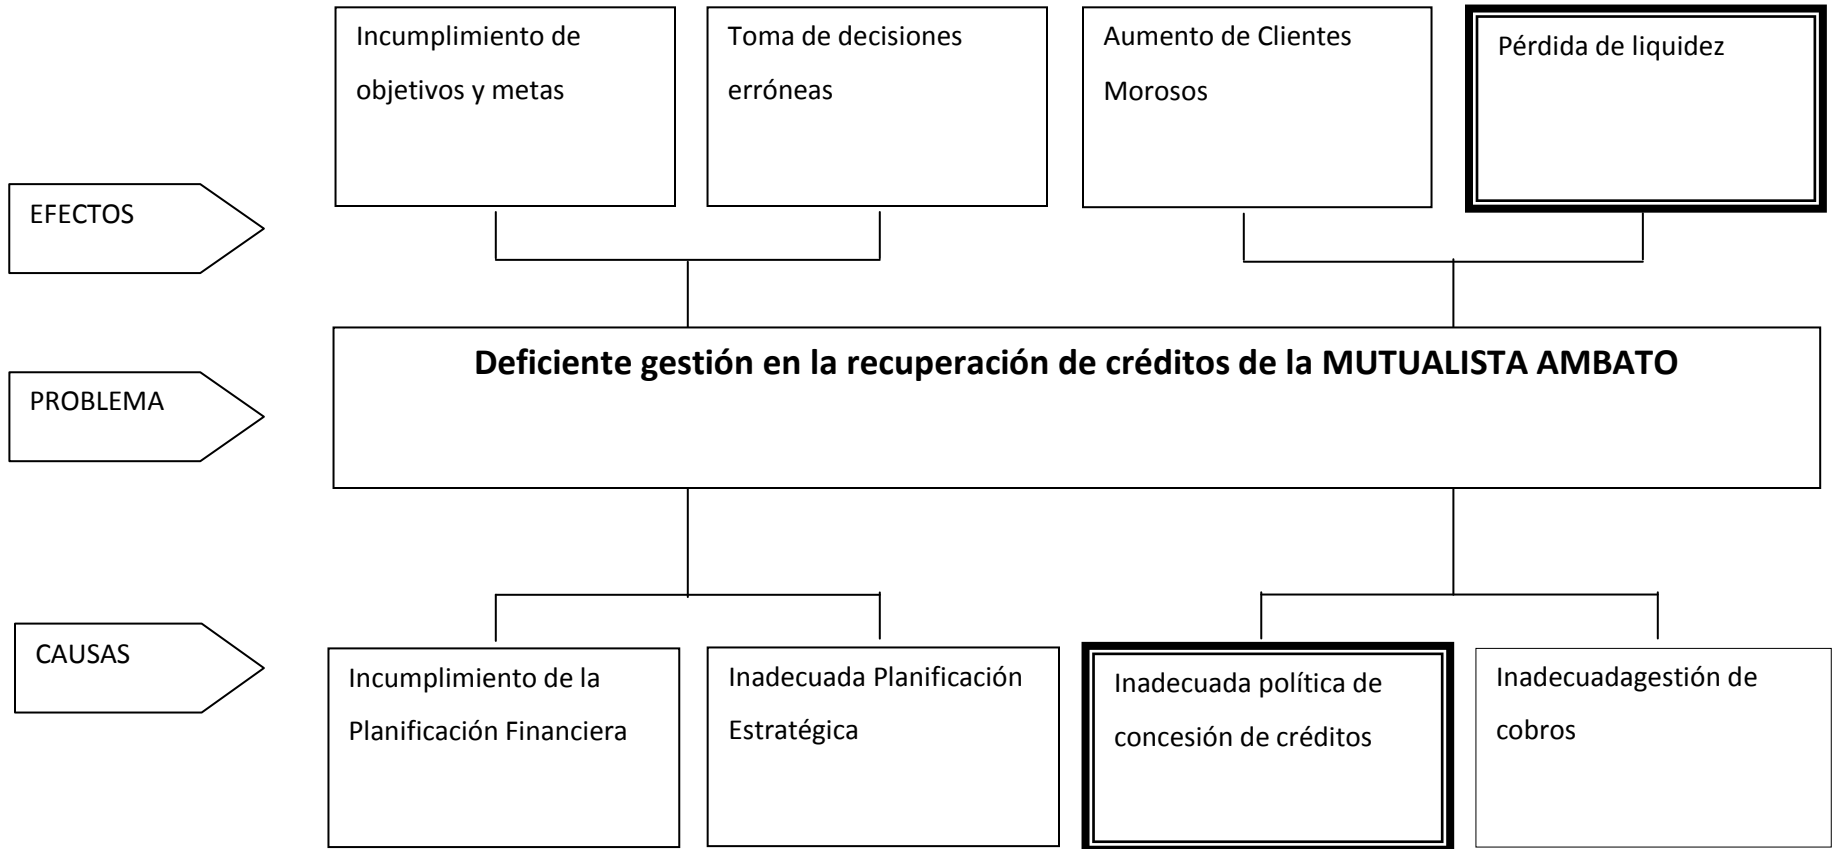 Incumplimiento de
objetivos y metas
Toma de decisiones
erróneas
Aumento de Clientes
Morosos
Pérdida de liquidez
EFECTOS
PROBLEMA
Deficiente gestión en la recuperación de créditos de la MUTUALISTA AMBATO
CAUSAS
Incumplimiento de la
Planificación Financiera
Inadecuada Planificación
Estratégica
Inadecuada política de
concesión de créditos
Inadecuadagestión de
cobros